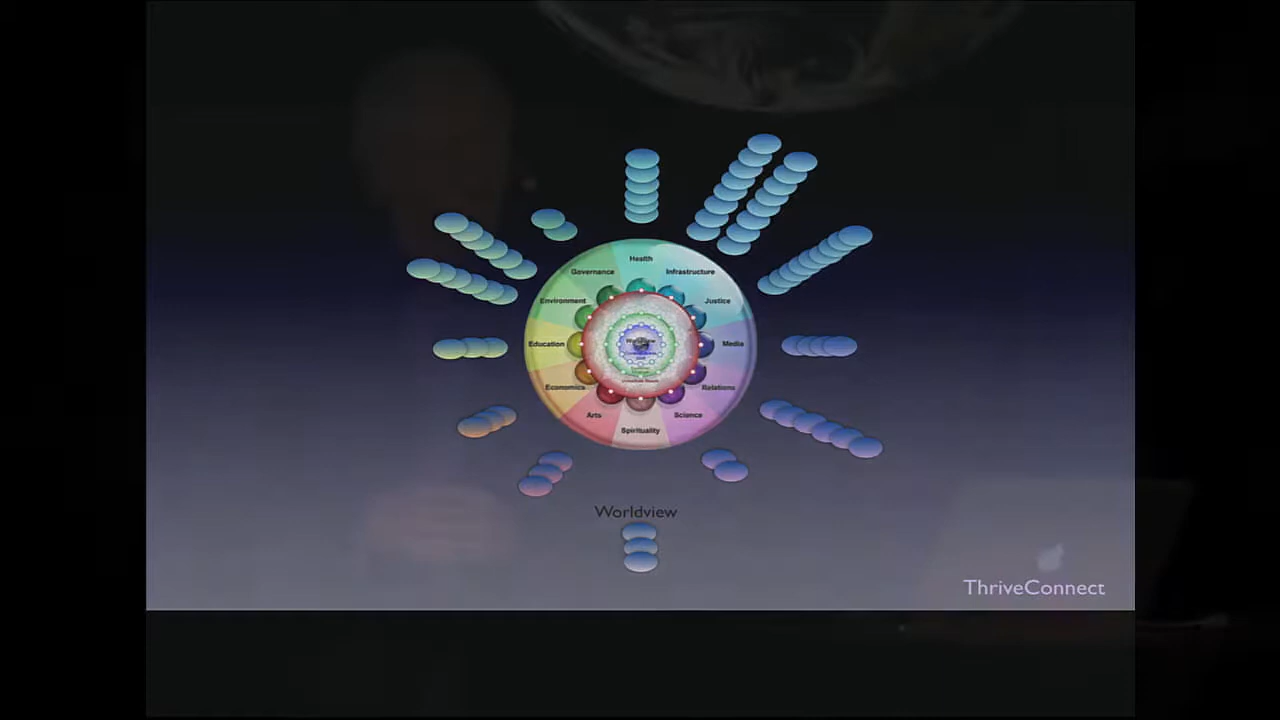 Health
Governance
Infrastructure
Environment
Justice
Education
Media
Economics
Relations
Arts
Science
Spirituality
Worldview
ThriveConnect